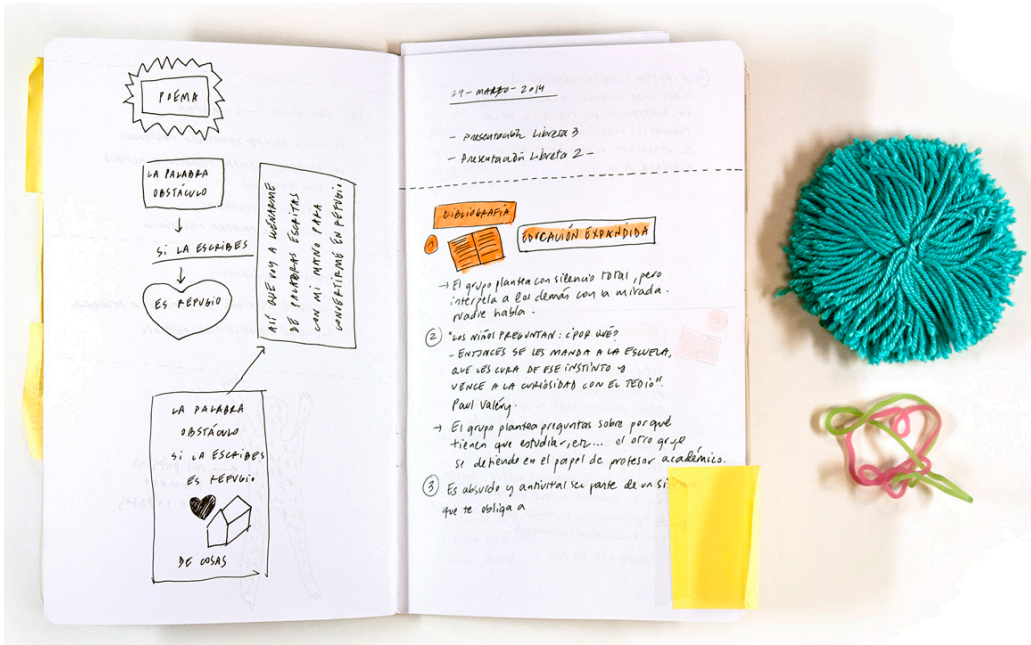 POEMA
LA PALABRA
OBSTÁCULO
SI LA ESCRIBES
ES REFUGIO
ASÍ QUE VOY A LLENARME
DE PALABRAS ESCRITAS
CON MI MANO PARA
CONVERTIRME EN REFUGIO
LA PALABRA
OBSTÁCULO
SI LA ESCRIBES
ES REFUGIO
DE COSAS
29-MARZO-2014
- Presentación Libreta 3
- Presentación Libreta 2 -
BIBLIOGRAFÍA
1
EDUCACIÓN EXPANDIDA
→ El grupo plantea con silencio total, pero
interpela a los demás con la mirada.
Nadie habla.
2 "LOS NIÑOS PREGUNTAN: ¿POR QUÉ?
- ENTONCES SE LES MANDA A LA ESCUELA,
QUE LES CURA DE ESE INSTINTO Y
VENCE A LA CURIOSIDAD CON EL TEDIO".
Paul Valéry.
→ El grupo plantea preguntas sobre por qué
tienen que estudiar, etc... el otro grupo
se defiende en el papel de profesor académico.
3 Es absurdo y antivital ser parte de un
que te obliga a